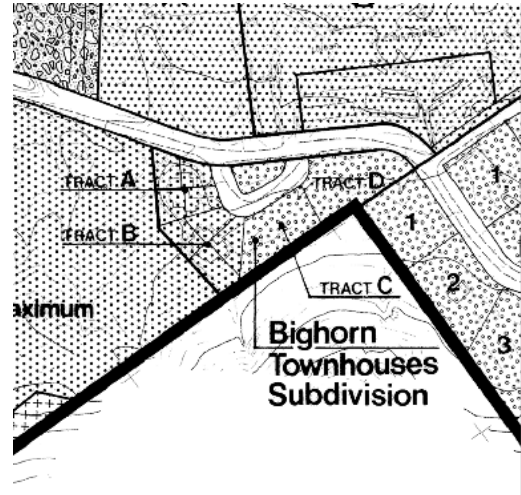 TRACT A
TRACT D
1
TRACT B
1
2
TRACT C
aximum
Bighorn
Townhouses
Subdivision
3